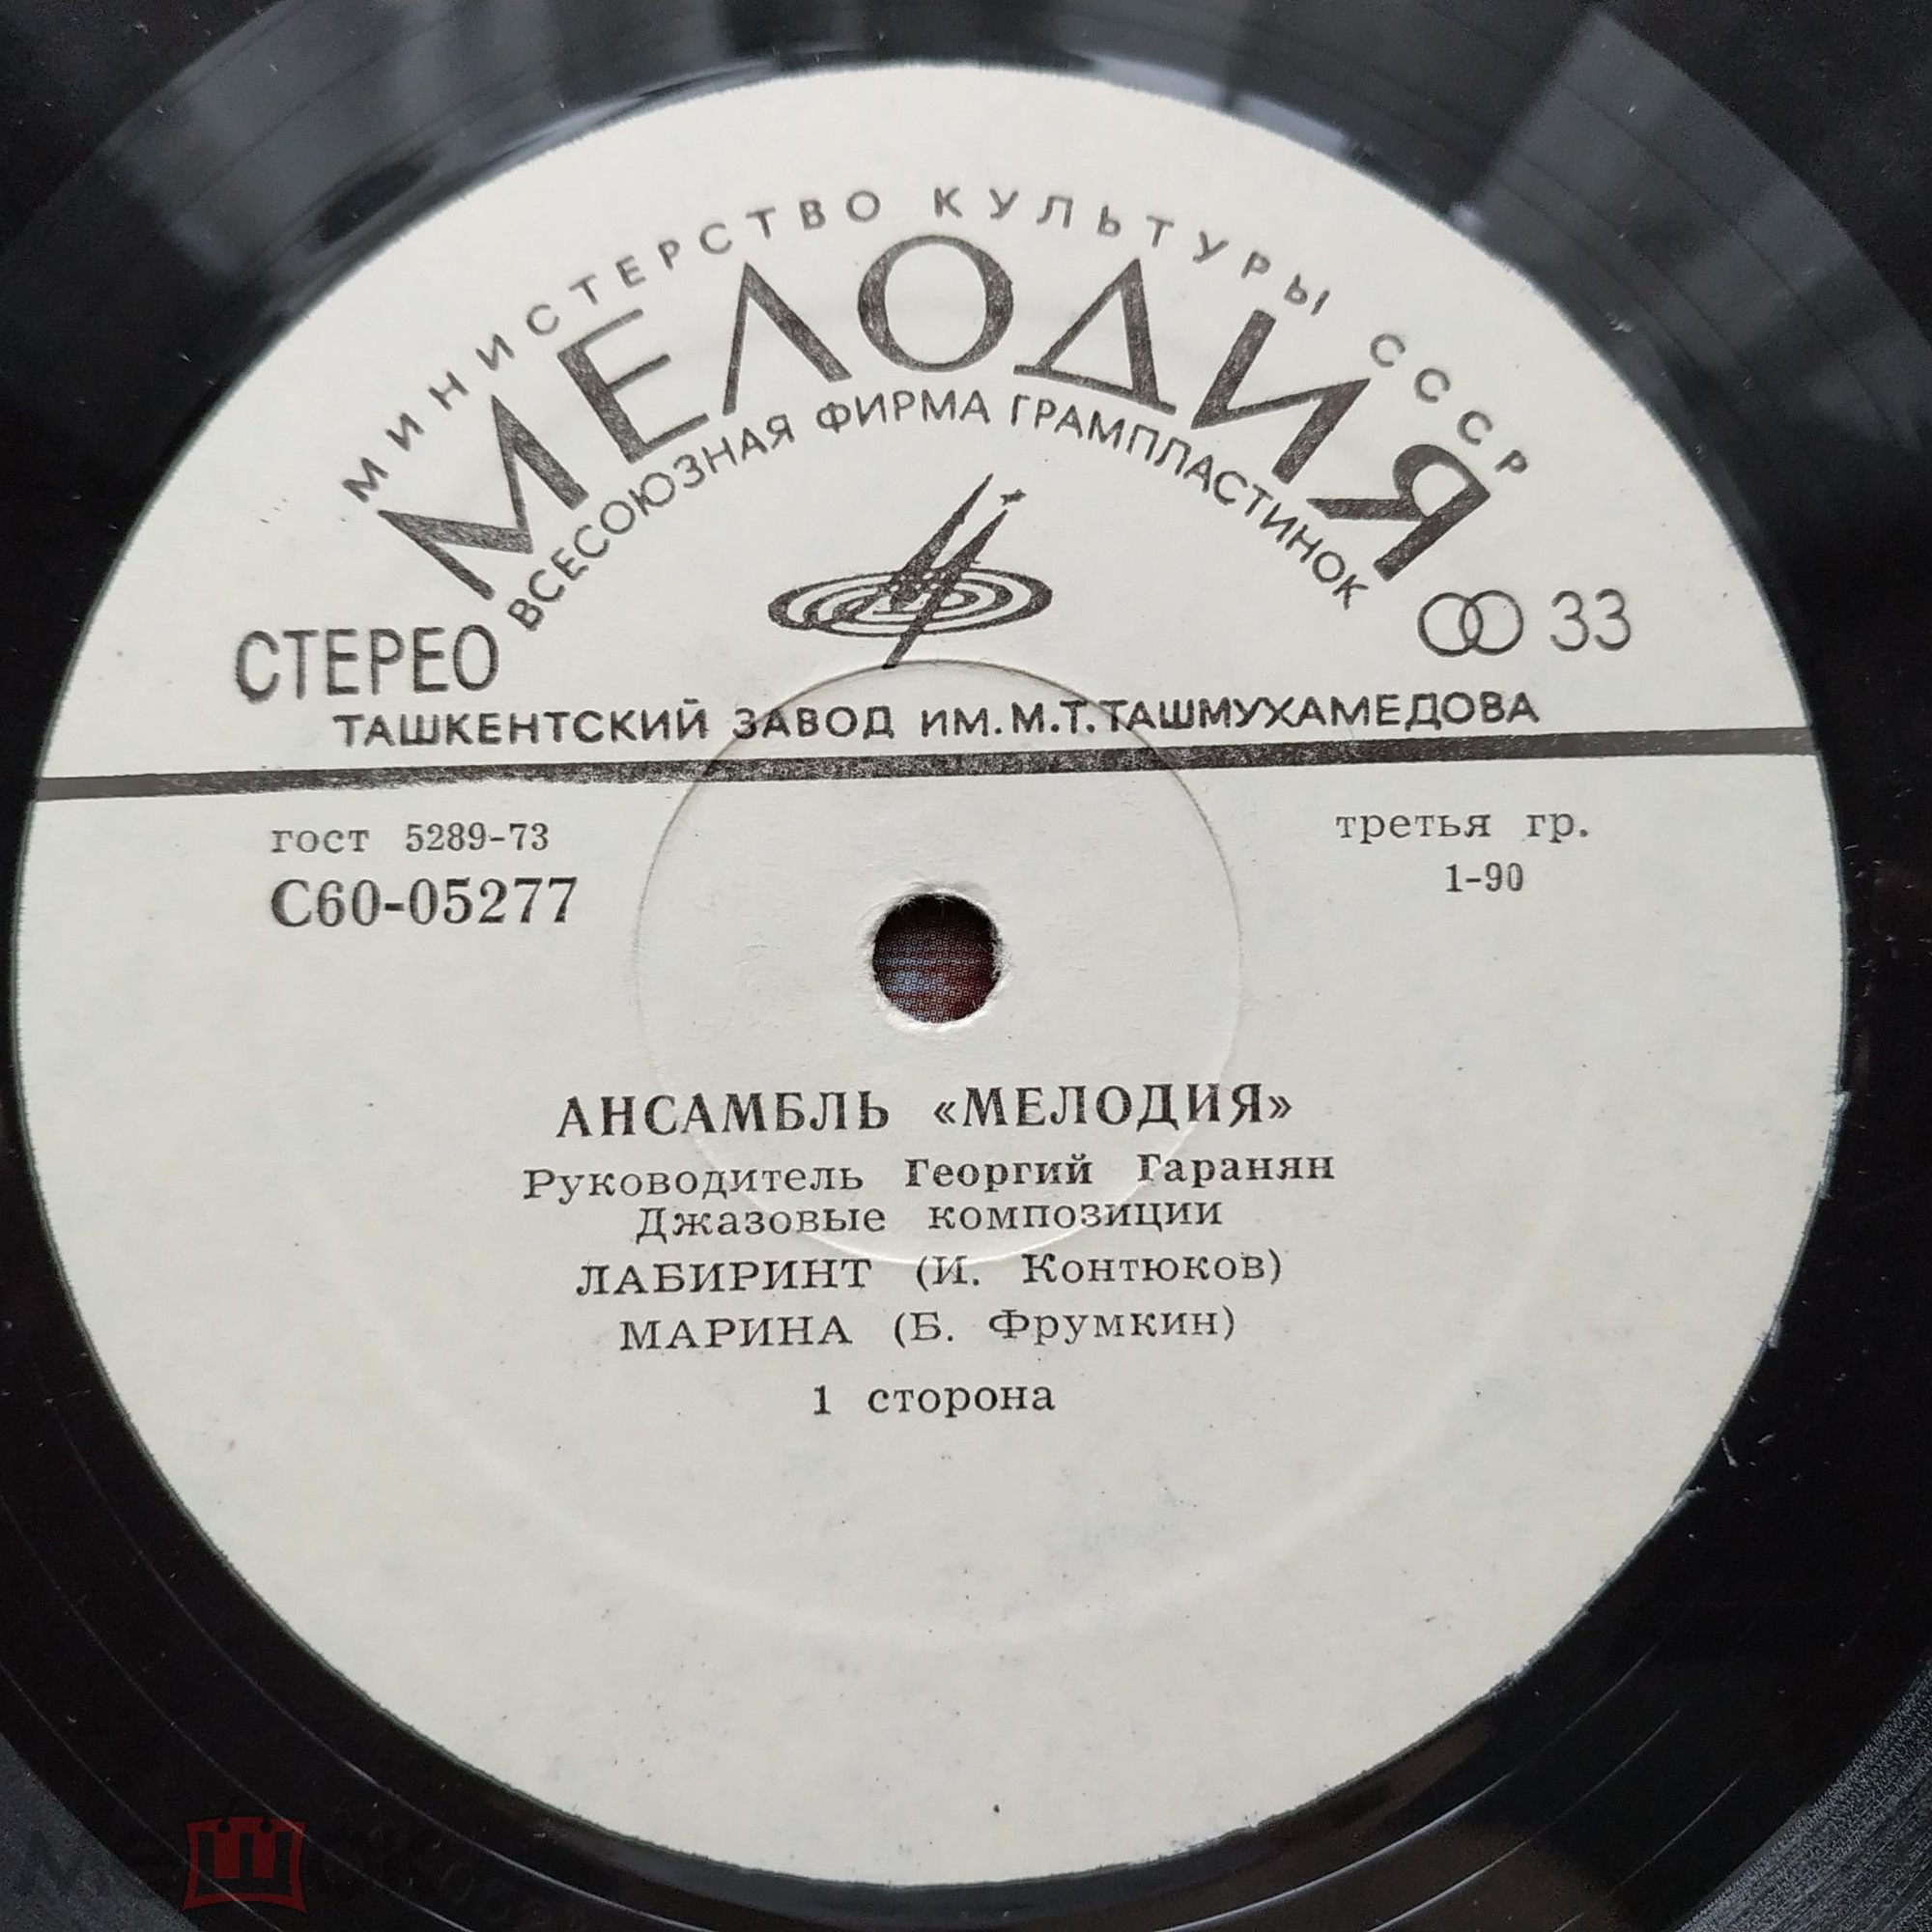 МИНИСТЕРСТВО КУЛЬТУРЫ СССР
МЕЛОДИЯ
ВСЕСОЮЗНАЯ ФИРМА ГРАМПЛАСТИНОК
СТЕРЕО
33
ТАШКЕНТСКИЙ ЗАВОД ИМ. М.Т. ТАШМУХАМЕДОВА
гост 5289-73
третья гр.
С60-05277
1-90
АНСАМБЛЬ «МЕЛОДИЯ»
Руководитель Георгий Гаранян
Джазовые композиции
ЛАБИРИНТ (И. Контюков)
МАРИНА (Б. Фрумкин)
1 сторона